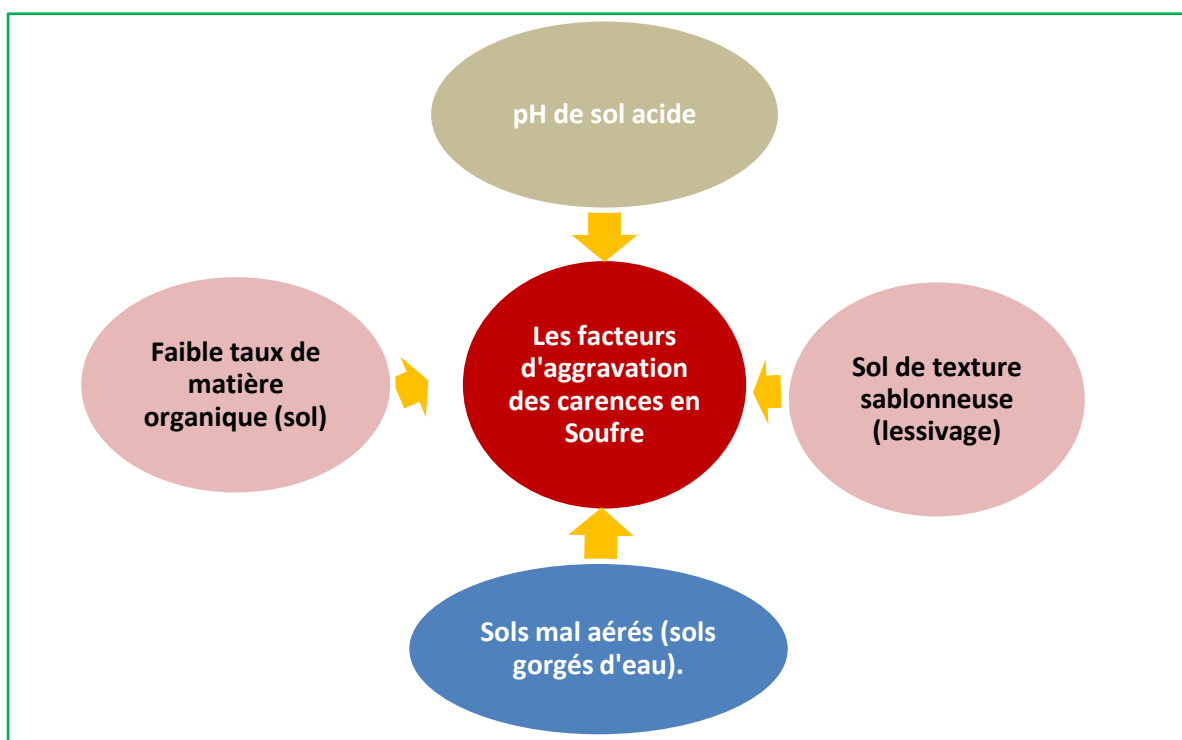 pH de sol acide
Faible taux de
matière
organique (sol)
Les facteurs
d'aggravation
des carences en
Soufre
Sol de texture
sablonneuse
(lessivage)
Sols mal aérés (sols
gorgés d'eau).